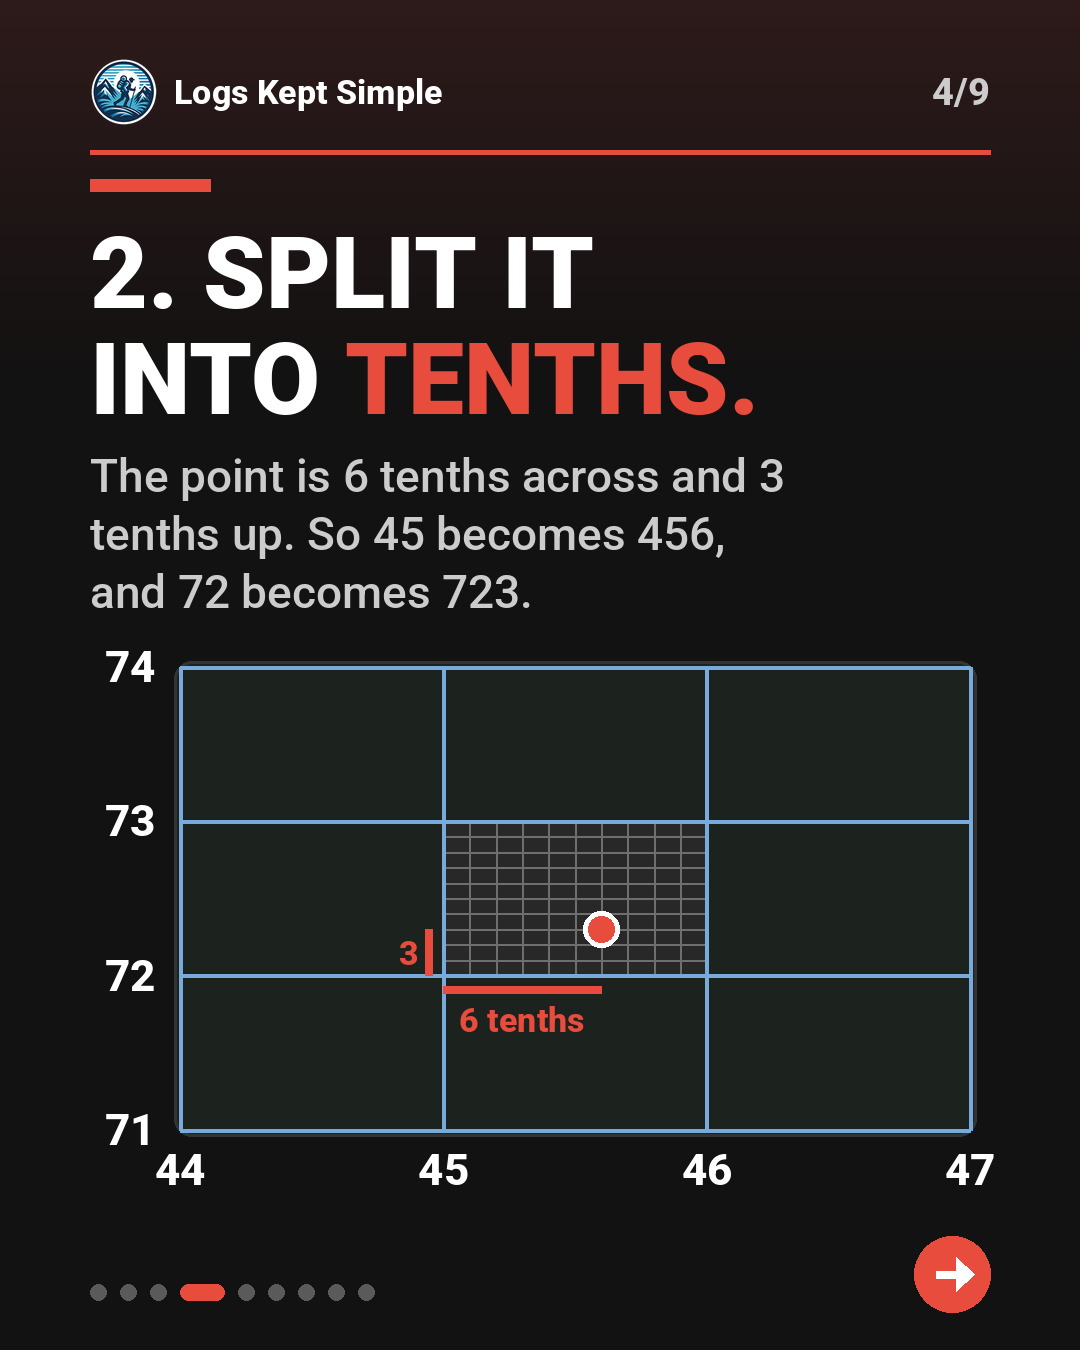 Logs Kept Simple
4/9
2. SPLIT IT
INTO TENTHS.
The point is 6 tenths across and 3
tenths up. So 45 becomes 456,
and 72 becomes 723.
74
73
3
72
6 tenths
71
44 45 46 47